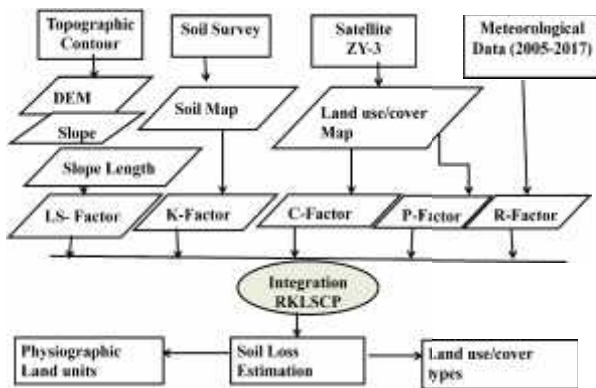 Topographic
Contour
Soil Survey
Satellite
ZY-3
Meteorological
Data (2005-2017)
DEM
Slope
Slope Length
Soil Map
Land use/cover
Map
LS- Factor
K-Factor
C-Factor
P-Factor
R-Factor
Integration
RKLSCP
Physiographic
Land units
Soil Loss
Estimation
Land use/cover
types